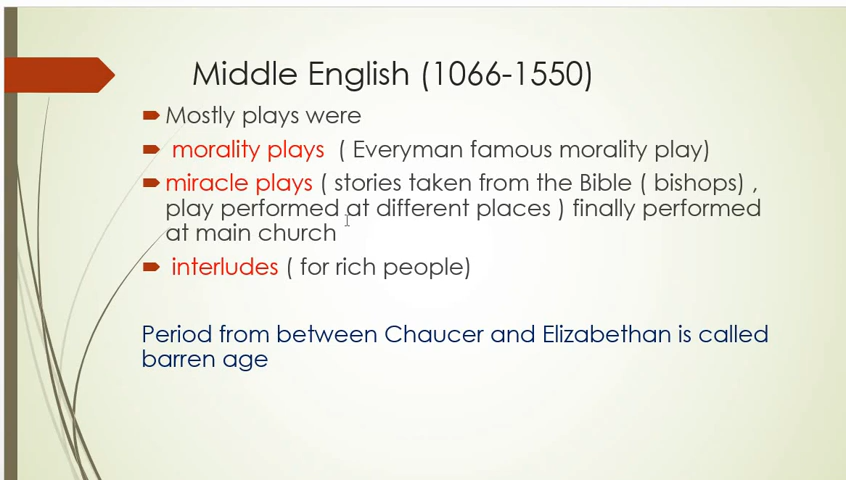 Middle English (1066-1550)
Mostly plays were
morality plays ( Everyman famous morality play)
miracle plays ( stories taken from the Bible ( bishops) ,
play performed at different places ) finally performed
at main church
interludes ( for rich people)
Period from between Chaucer and Elizabethan is called
barren age